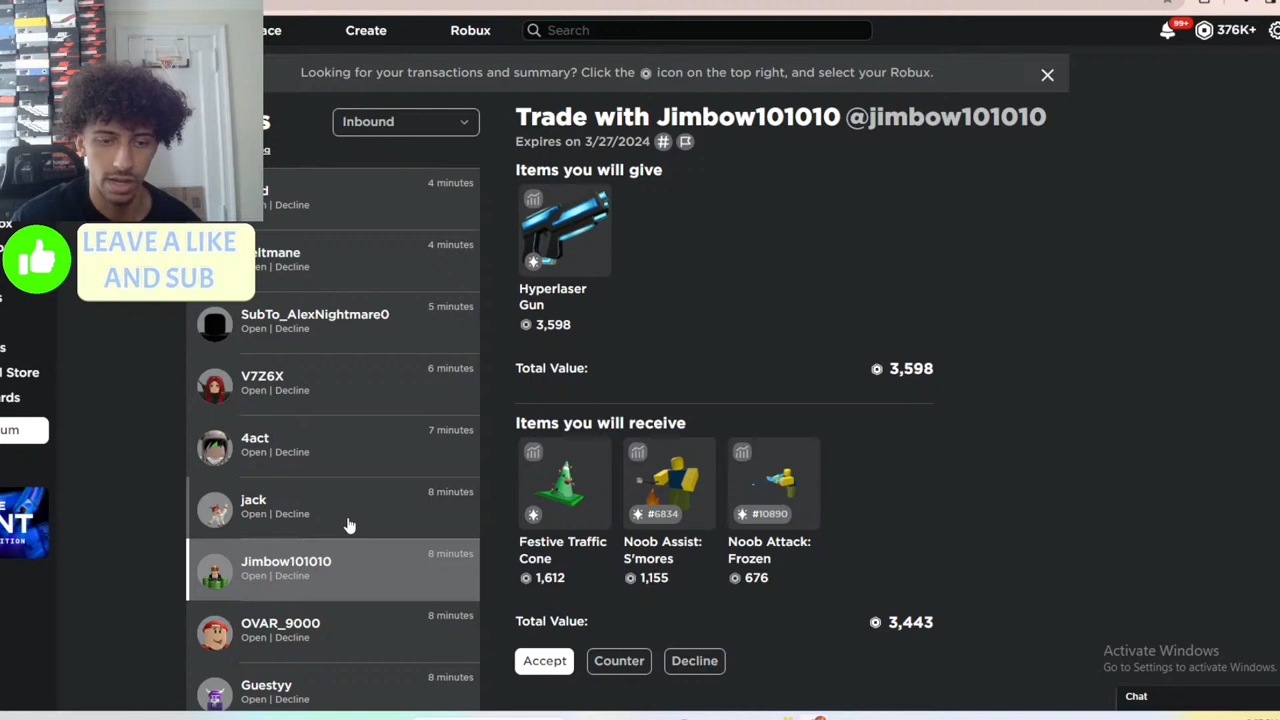 ace
Create
Robux
Search
99+
376K+
Looking for your transactions and summary? Click the icon on the top right, and select your Robux.
s
Inbound
d
4 minutes
Open | Decline
eltmane
4 minutes
Open | Decline
SubTo_AlexNightmare0
5 minutes
Open | Decline
V7Z6X
6 minutes
Open | Decline
4act
7 minutes
Open | Decline
jack
8 minutes
Open | Decline
Jimbow101010
8 minutes
Open | Decline
OVAR_9000
8 minutes
Open | Decline
Guestyy
8 minutes
Open | Decline
LEAVE A LIKE
AND SUB
ox
s
s
l Store
ards
um
NT
EDITION
Trade with Jimbow101010 @jimbow101010
Expires on 3/27/2024
Items you will give
Hyperlaser
Gun
3,598
Total Value:
3,598
Items you will receive
#6834
#10890
Festive Traffic
Cone
1,612
Noob Assist:
S'mores
1,155
Noob Attack:
Frozen
676
Total Value:
3,443
Accept
Counter
Decline
Activate Windows
Go to Settings to activate Windows.
Chat